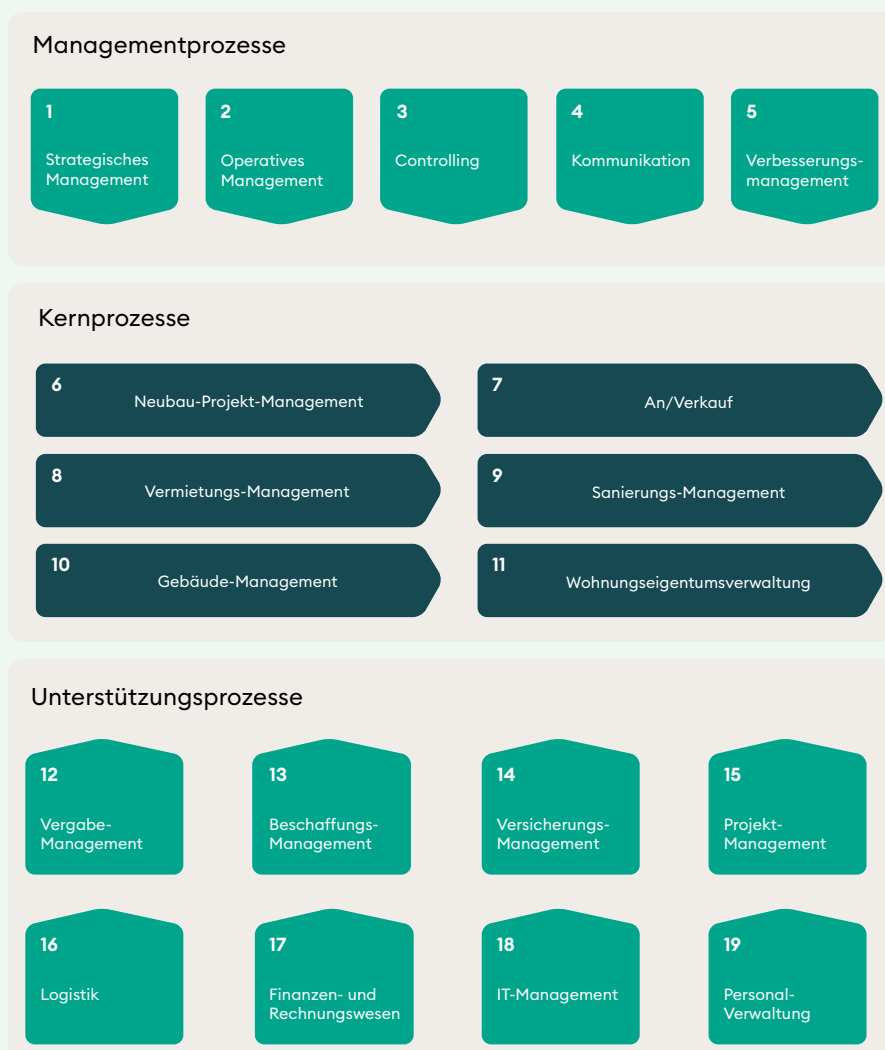 Managementprozesse
1
Strategisches
Management
2
Operatives
Management
3
Controlling
4
Kommunikation
5
Verbesserungs-
management
Kernprozesse
6
Neubau-Projekt-Management
7
An/Verkauf
8
Vermietungs-Management
9
Sanierungs-Management
10
Gebäude-Management
11
Wohnungseigentumsverwaltung
Unterstützungsprozesse
12
Vergabe-
Management
13
Beschaffungs-
Management
14
Versicherungs-
Management
15
Projekt-
Management
16
Logistik
17
Finanzen- und
Rechnungswesen
18
IT-Management
19
Personal-
Verwaltung